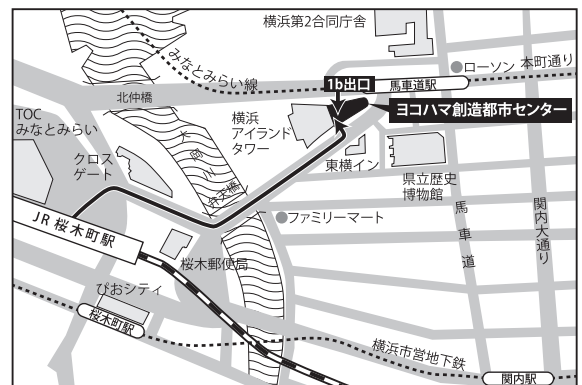 横浜第2合同庁舎
みなとみらい線
ローソン
本町通り
1b出口
馬車道駅
北仲橋
ヨコハマ創造都市センター
TOC
みなとみらい
横浜
アイランド
タワー
クロス
ゲート
大岡川
弁天橋
東横イン
県立歴史
博物館
ファミリーマート
馬車道
関内大通り
JR 桜木町駅
桜木郵便局
ぴおシティ
桜木町駅
横浜市営地下鉄
関内駅